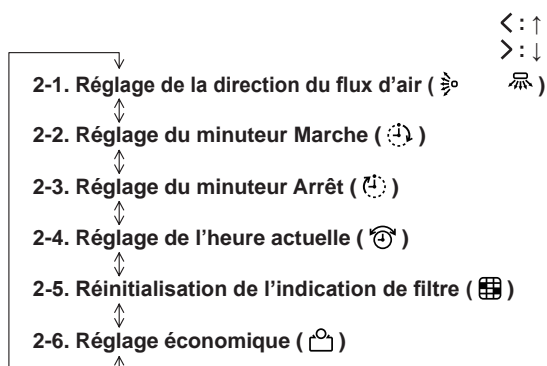 < : ↑
> : ↓
2-1. Réglage de la direction du flux d'air ( )
2-2. Réglage du minuteur Marche ( )
2-3. Réglage du minuteur Arrêt ( )
2-4. Réglage de l'heure actuelle ( )
2-5. Réinitialisation de l'indication de filtre ( )
2-6. Réglage économique ( )